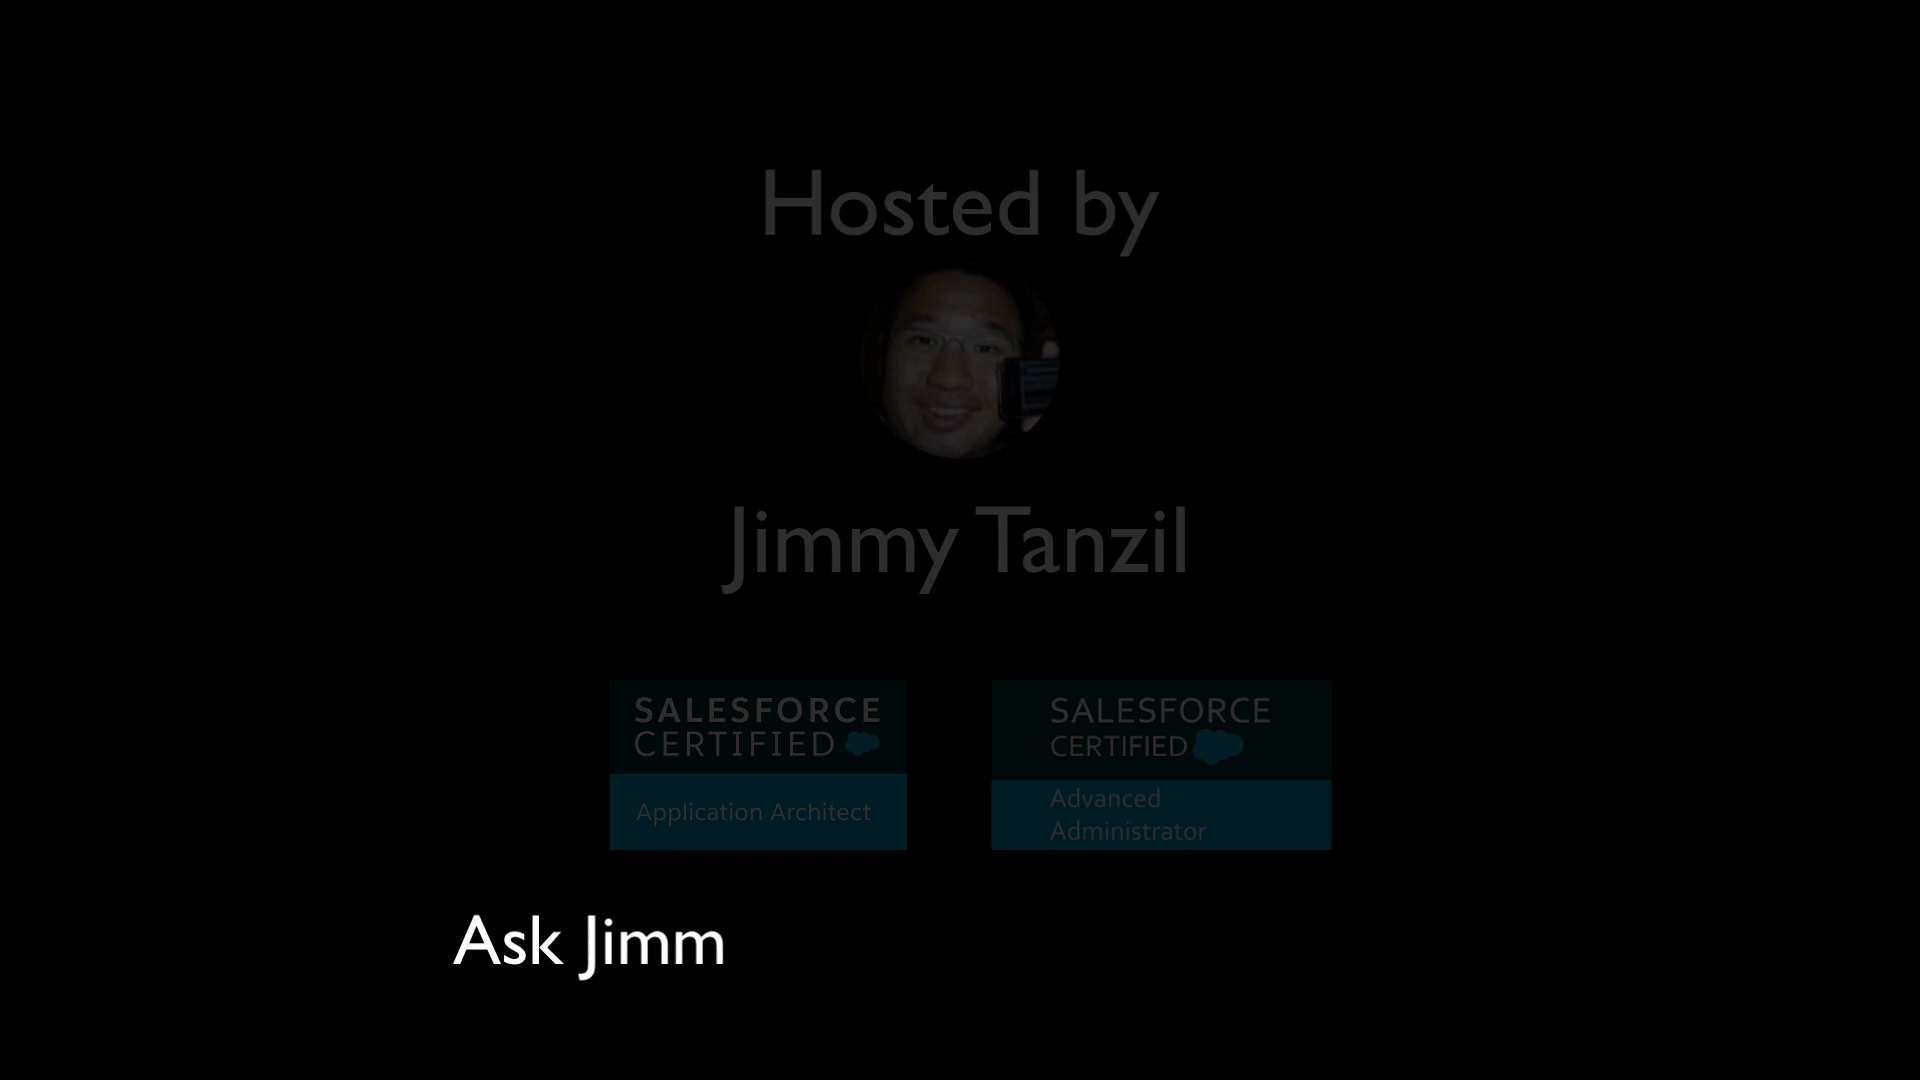 Hosted by
Jimmy Tanzil
SALESFORCE
CERTIFIED
Application Architect
SALESFORCE
CERTIFIED
Advanced
Administrator
Ask Jimm